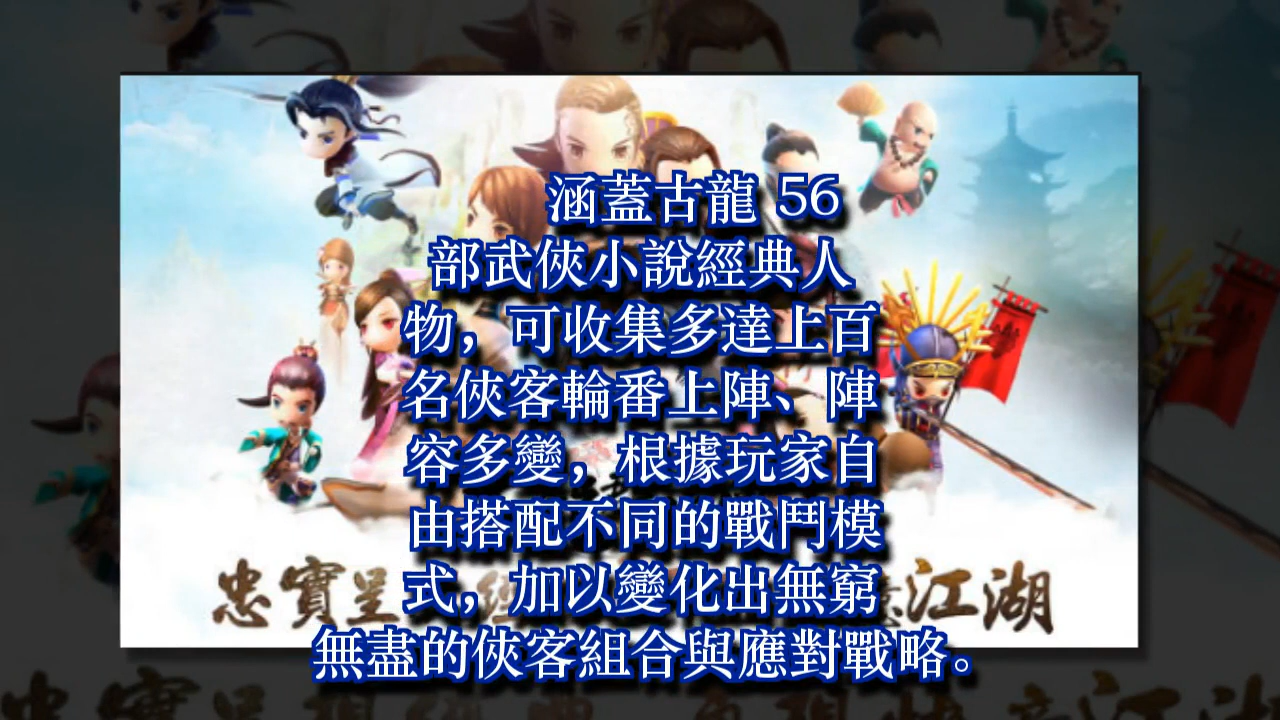 涵蓋古龍 56
部武俠小說經典人
物，可收集多達上百
名俠客輪番上陣、陣
容多變，根據玩家自
由搭配不同的戰鬥模
式，加以變化出無窮
無盡的俠客組合與應對戰略。
忠實呈
江湖